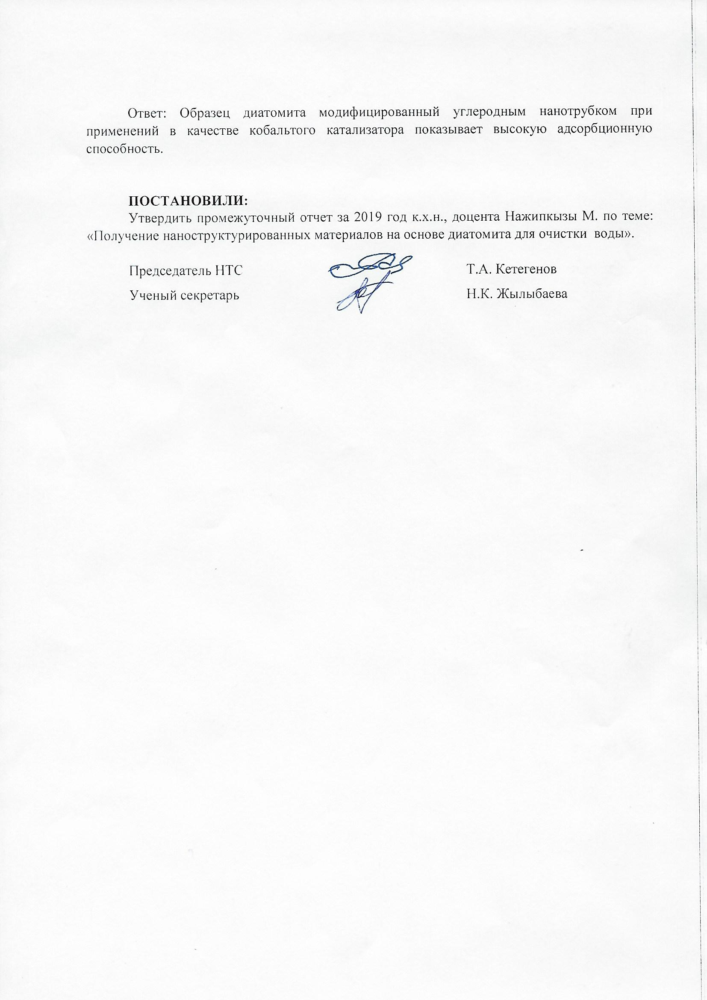 Ответ: Образец диатомита модифицированный углеродным нанотрубком при
применений в качестве кобальтого катализатора показывает высокую адсорбционную
способность.
ПОСТАНОВИЛИ:
Утвердить промежуточный отчет за 2019 год к.х.н., доцента Нажипкызы М. по теме:
«Получение наноструктурированных материалов на основе диатомита для очистки воды».
Председатель НТС Т.А. Кетегенов
Ученый секретарь Н.К. Жылыбаева